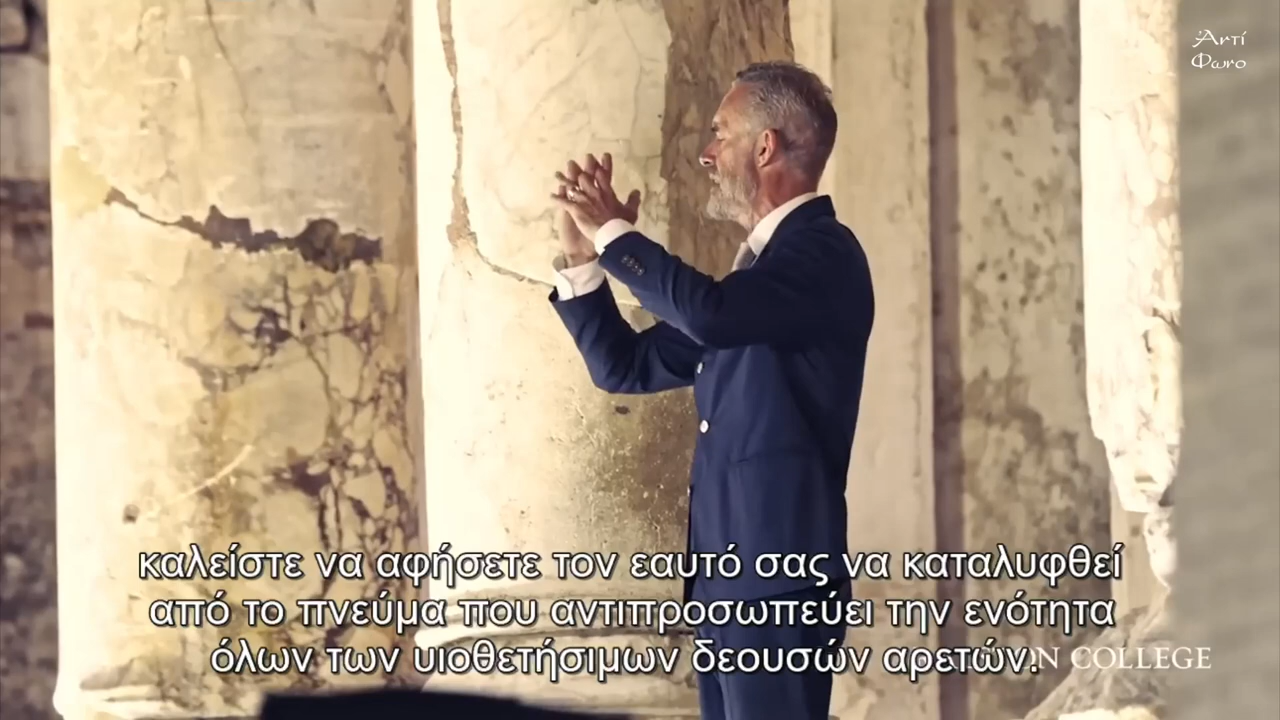 Ἀντί
Φωνο
καλείστε να αφήσετε τον εαυτό σας να καταλυφθεί
από το πνεύμα που αντιπροσωπεύει την ενότητα
όλων των υιοθετήσιμων δεουσών αρετών.
COLLEGE